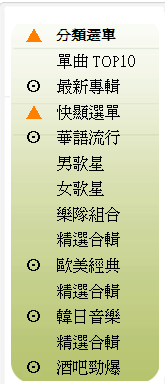 分類選單
單曲 TOP10
最新專輯
快顯選單
華語流行
男歌星
女歌星
樂隊組合
精選合輯
歐美經典
精選合輯
韓日音樂
精選合輯
酒吧勁爆